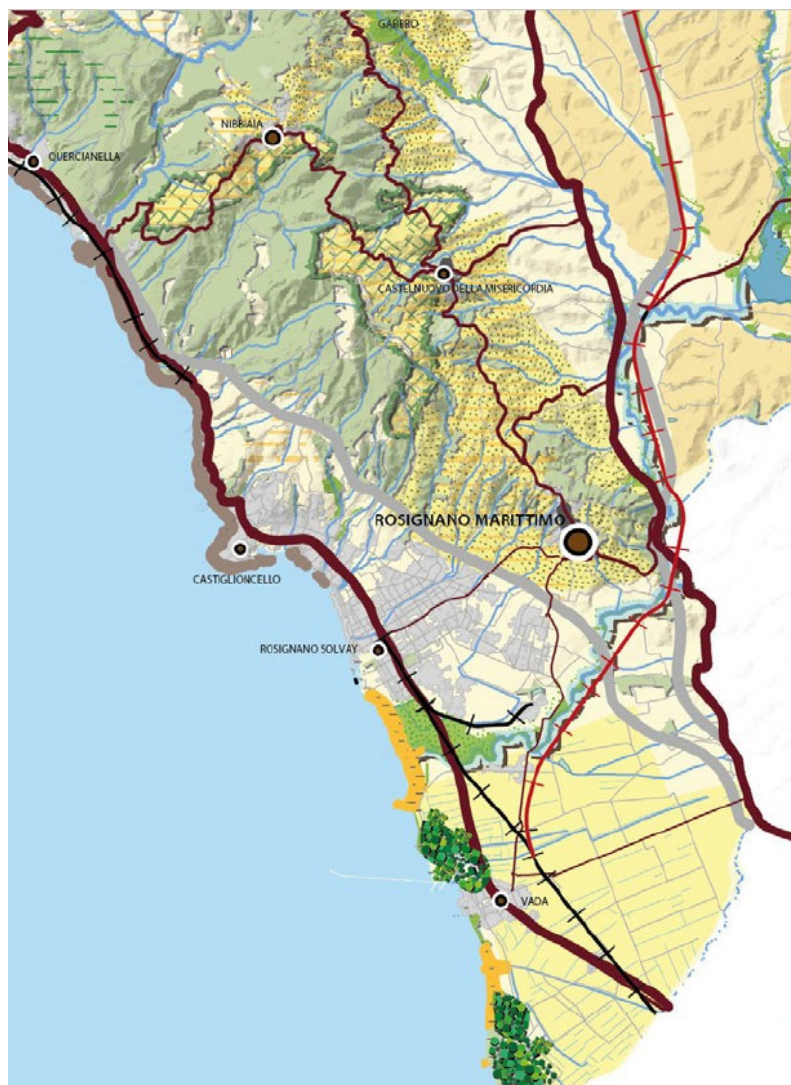 GABBRO
NIBBIAIA
QUERCIANELLA
CASTELNUOVO DELLA MISERICORDIA
ROSIGNANO MARITTIMO
CASTIGLIONCELLO
ROSIGNANO SOLVAY
VADA